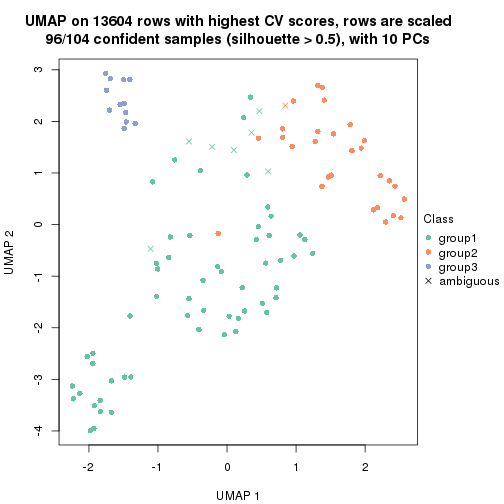 UMAP on 13604 rows with highest CV scores, rows are scaled
96/104 confident samples (silhouette > 0.5), with 10 PCs
3
2
1
0
-1
-2
-3
-4
UMAP 2
-2
-1
0
1
2
UMAP 1
Class
group1
group2
group3
ambiguous